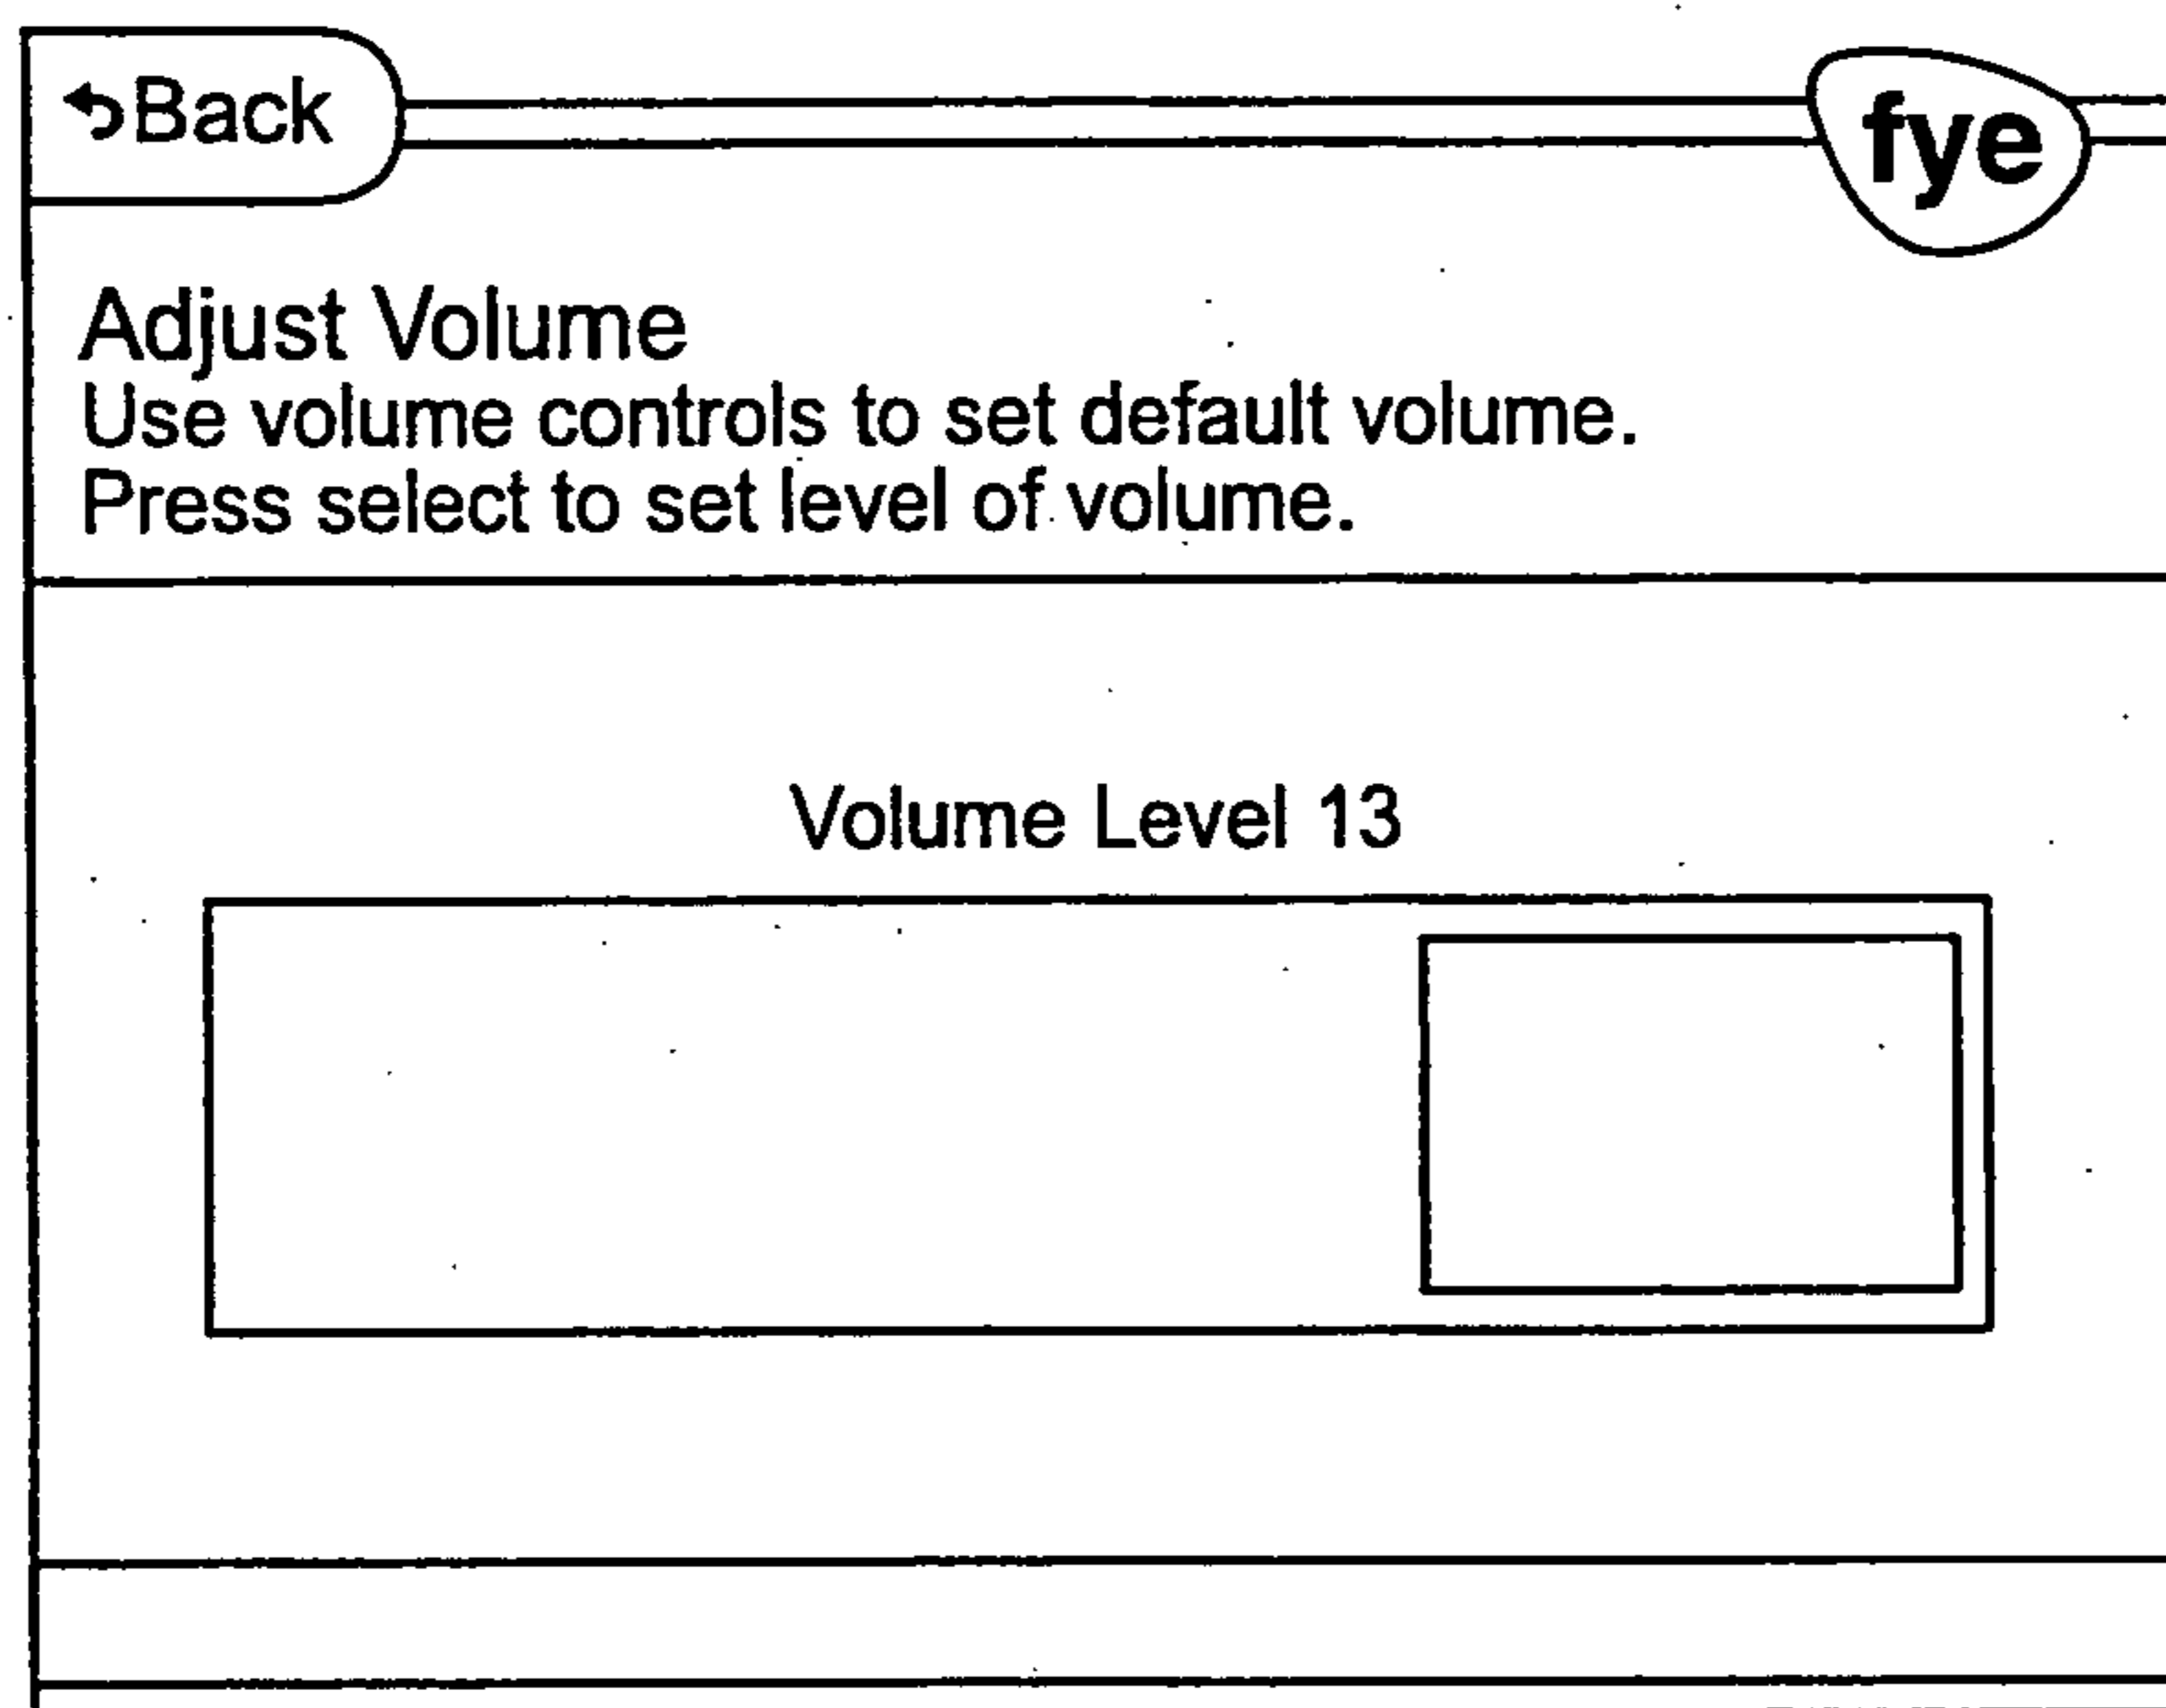 Back
fye
Adjust Volume
Use volume controls to set default volume.
Press select to set level of volume.
Volume Level 13